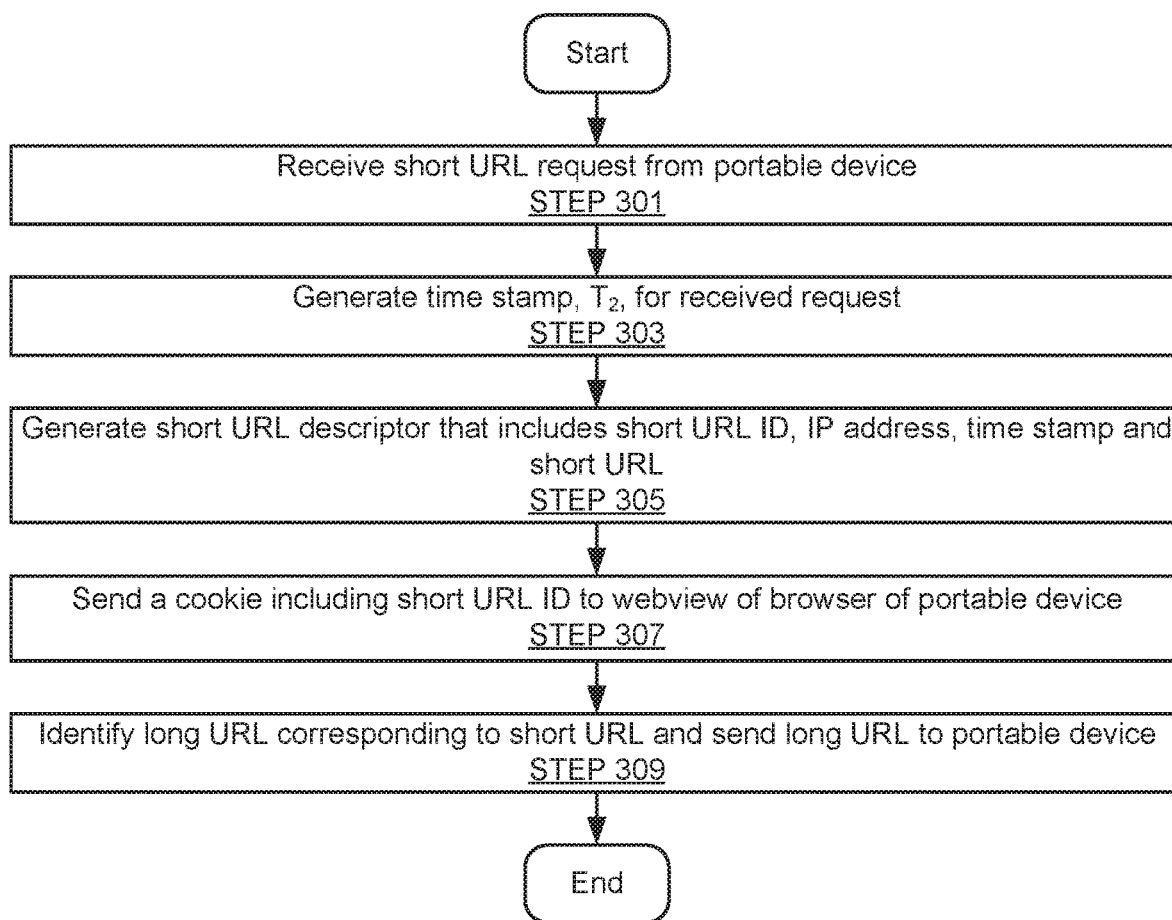 Start
Receive short URL request from portable device
STEP 301
Generate time stamp, T₂, for received request
STEP 303
Generate short URL descriptor that includes short URL ID, IP address, time stamp and
short URL
STEP 305
Send a cookie including short URL ID to webview of browser of portable device
STEP 307
Identify long URL corresponding to short URL and send long URL to portable device
STEP 309
End